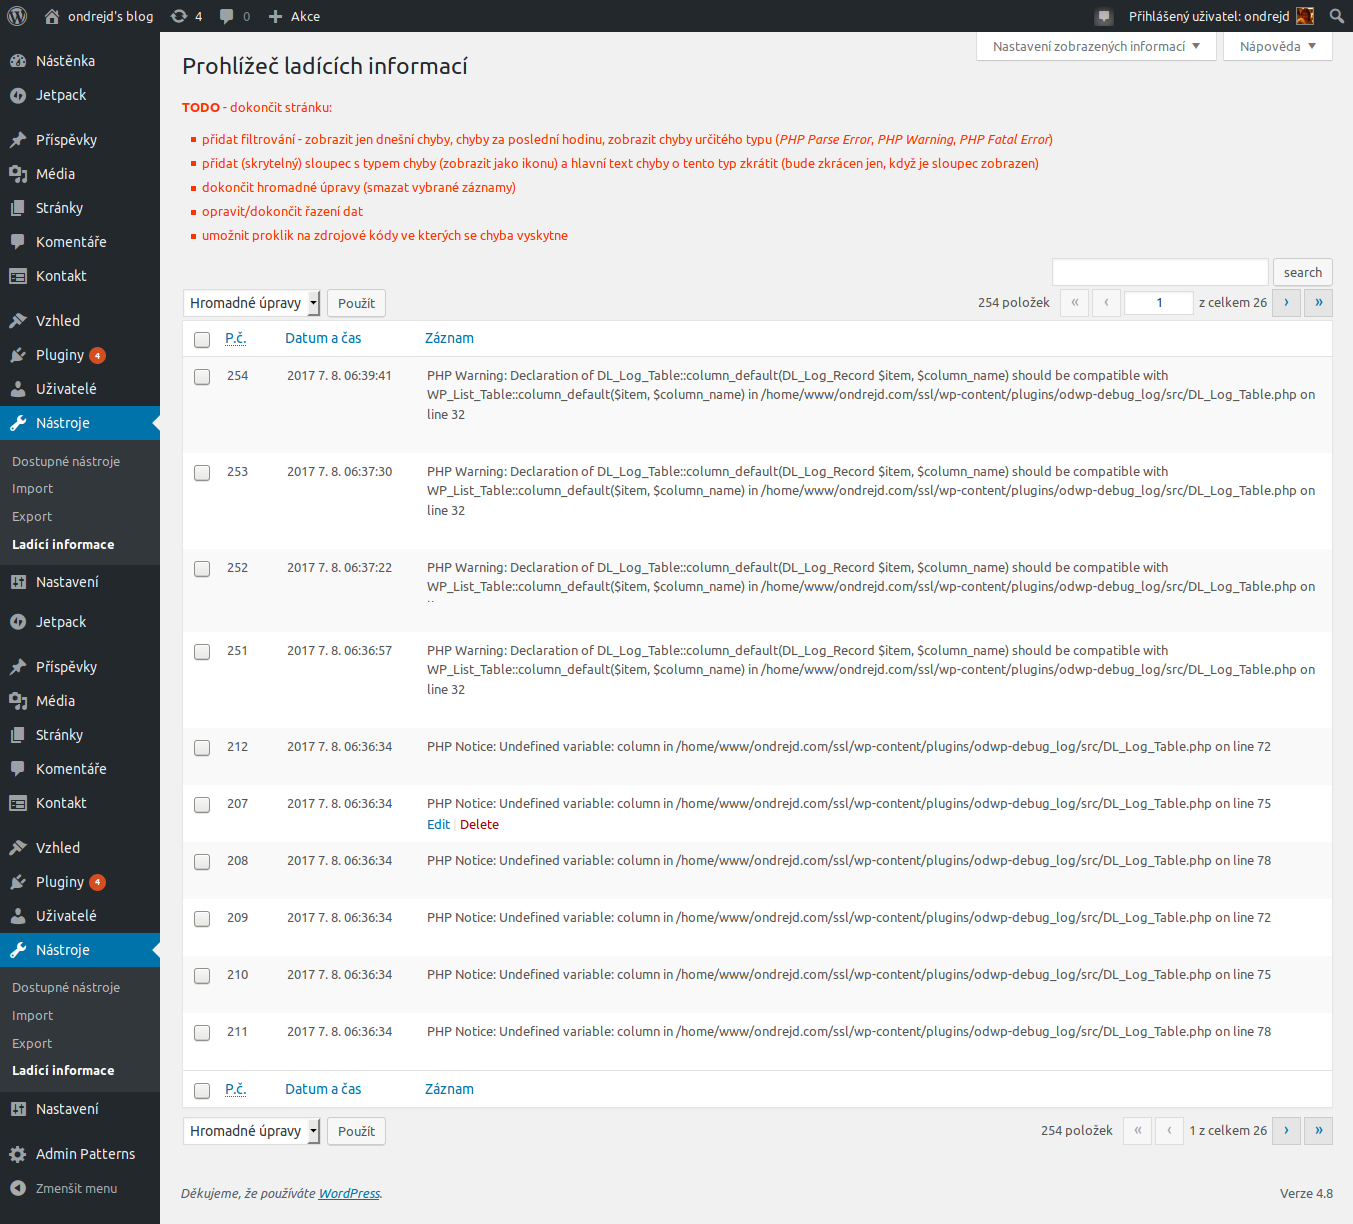 ondrejd's blog 4 0 Akce Přihlášený uživatel: ondrejd
Nástěnka
Jetpack
Příspěvky
Média
Stránky
Komentáře
Kontakt
Vzhled
Pluginy 4
Uživatelé
Nástroje
Dostupné nástroje
Import
Export
Ladící informace
Nastavení
Jetpack
Příspěvky
Média
Stránky
Komentáře
Kontakt
Vzhled
Pluginy 4
Uživatelé
Nástroje
Dostupné nástroje
Import
Export
Ladící informace
Nastavení
Admin Patterns
Zmenšit menu
Nastavení zobrazených informací Nápověda
Prohlížeč ladících informací
TODO - dokončit stránku:
přidat filtrování - zobrazit jen dnešní chyby, chyby za poslední hodinu, zobrazit chyby určitého typu (PHP Parse Error, PHP Warning, PHP Fatal Error)
přidat (skrytelný) sloupec s typem chyby (zobrazit jako ikonu) a hlavní text chyby o tento typ zkrátit (bude zkrácen jen, když je sloupec zobrazen)
dokončit hromadné úpravy (smazat vybrané záznamy)
opravit/dokončit řazení dat
umožnit proklik na zdrojové kódy ve kterých se chyba vyskytne
search
Hromadné úpravy Použít 254 položek « ‹ 1 z celkem 26 › »
P.č. Datum a čas Záznam
254 2017 7. 8. 06:39:41 PHP Warning: Declaration of DL_Log_Table::column_default(DL_Log_Record $item, $column_name) should be compatible with
WP_List_Table::column_default($item, $column_name) in /home/www/ondrejd.com/ssl/wp-content/plugins/odwp-debug_log/src/DL_Log_Table.php on
line 32
253 2017 7. 8. 06:37:30 PHP Warning: Declaration of DL_Log_Table::column_default(DL_Log_Record $item, $column_name) should be compatible with
WP_List_Table::column_default($item, $column_name) in /home/www/ondrejd.com/ssl/wp-content/plugins/odwp-debug_log/src/DL_Log_Table.php on
line 32
252 2017 7. 8. 06:37:22 PHP Warning: Declaration of DL_Log_Table::column_default(DL_Log_Record $item, $column_name) should be compatible with
WP_List_Table::column_default($item, $column_name) in /home/www/ondrejd.com/ssl/wp-content/plugins/odwp-debug_log/src/DL_Log_Table.php on
251 2017 7. 8. 06:36:57 PHP Warning: Declaration of DL_Log_Table::column_default(DL_Log_Record $item, $column_name) should be compatible with
WP_List_Table::column_default($item, $column_name) in /home/www/ondrejd.com/ssl/wp-content/plugins/odwp-debug_log/src/DL_Log_Table.php on
line 32
212 2017 7. 8. 06:36:34 PHP Notice: Undefined variable: column in /home/www/ondrejd.com/ssl/wp-content/plugins/odwp-debug_log/src/DL_Log_Table.php on line 72
207 2017 7. 8. 06:36:34 PHP Notice: Undefined variable: column in /home/www/ondrejd.com/ssl/wp-content/plugins/odwp-debug_log/src/DL_Log_Table.php on line 75
Edit | Delete
208 2017 7. 8. 06:36:34 PHP Notice: Undefined variable: column in /home/www/ondrejd.com/ssl/wp-content/plugins/odwp-debug_log/src/DL_Log_Table.php on line 78
209 2017 7. 8. 06:36:34 PHP Notice: Undefined variable: column in /home/www/ondrejd.com/ssl/wp-content/plugins/odwp-debug_log/src/DL_Log_Table.php on line 72
210 2017 7. 8. 06:36:34 PHP Notice: Undefined variable: column in /home/www/ondrejd.com/ssl/wp-content/plugins/odwp-debug_log/src/DL_Log_Table.php on line 75
211 2017 7. 8. 06:36:34 PHP Notice: Undefined variable: column in /home/www/ondrejd.com/ssl/wp-content/plugins/odwp-debug_log/src/DL_Log_Table.php on line 78
P.č. Datum a čas Záznam
Hromadné úpravy Použít 254 položek « ‹ 1 z celkem 26 › »
Děkujeme, že používáte WordPress. Verze 4.8